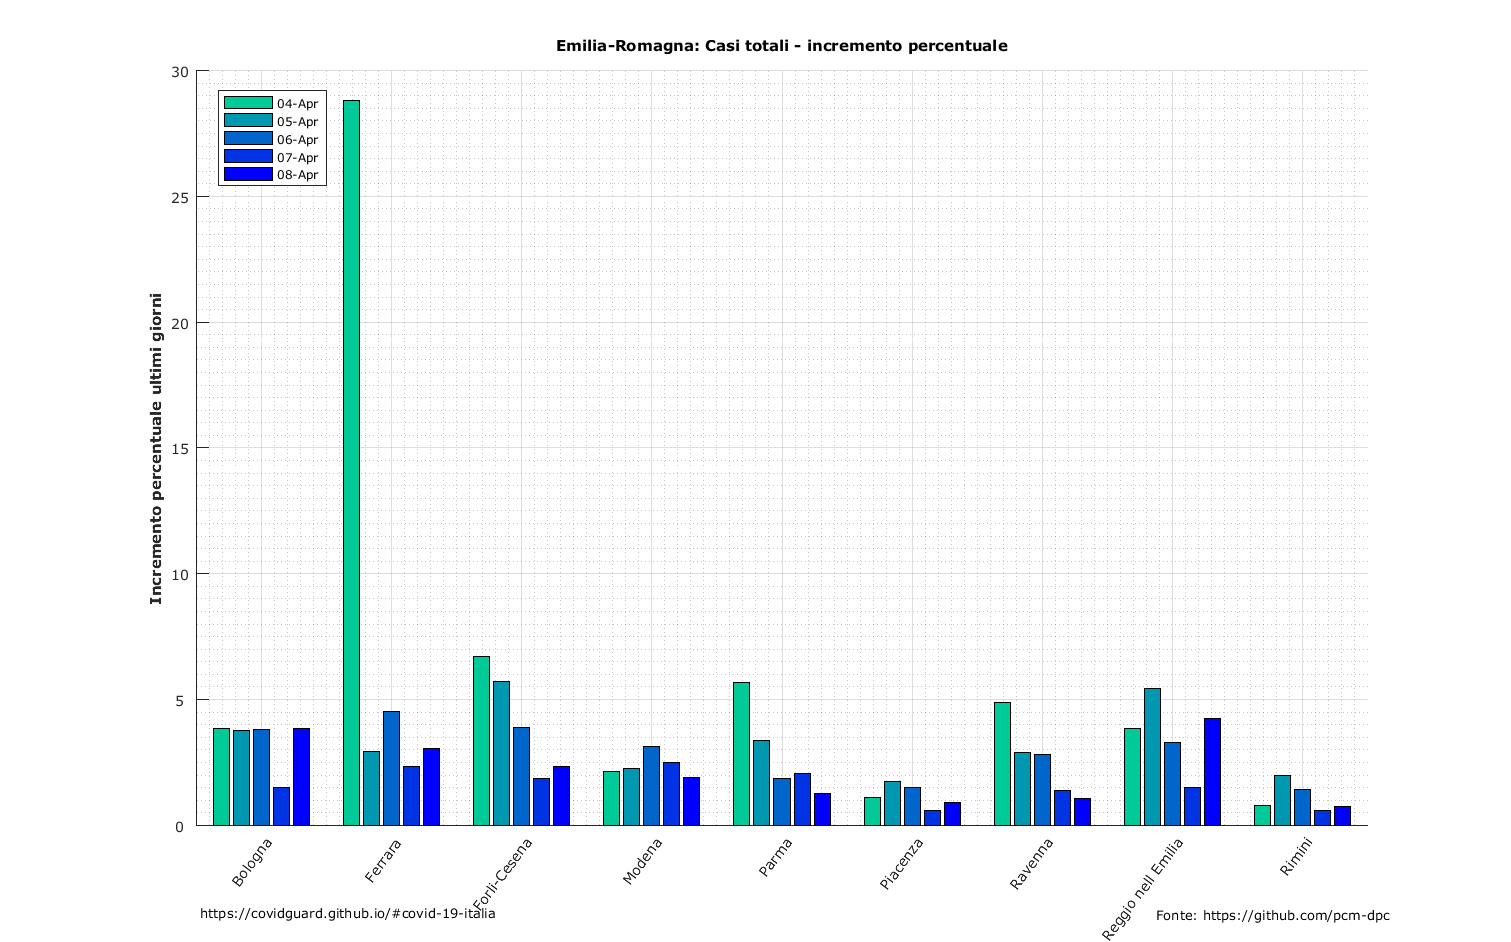 Emilia-Romagna: Casi totali - incremento percentuale
Incremento percentuale ultimi giorni
30
25
20
15
10
5
0
04-Apr
05-Apr
06-Apr
07-Apr
08-Apr
Bologna
Ferrara
Forlì-Cesena
Modena
Parma
Piacenza
Ravenna
Reggio nell Emilia
Rimini
https://covidguard.github.io/#covid-19-italia
Fonte: https://github.com/pcm-dpc